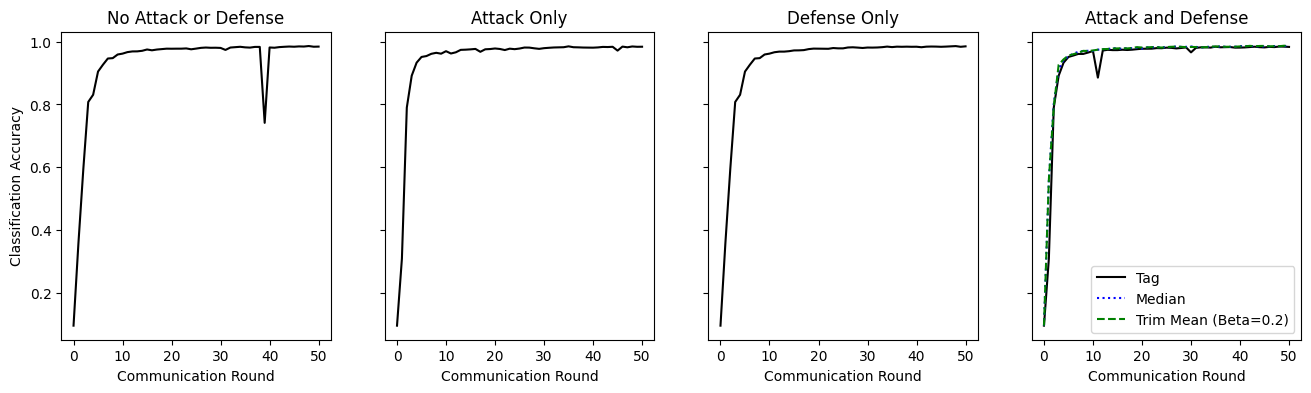 No Attack or Defense
Attack Only
Defense Only
Attack and Defense
Classification Accuracy
1.0
0.8
0.6
0.4
0.2
0 10 20 30 40 50
Communication Round
0 10 20 30 40 50
Communication Round
0 10 20 30 40 50
Communication Round
Tag
Median
Trim Mean (Beta=0.2)
0 10 20 30 40 50
Communication Round